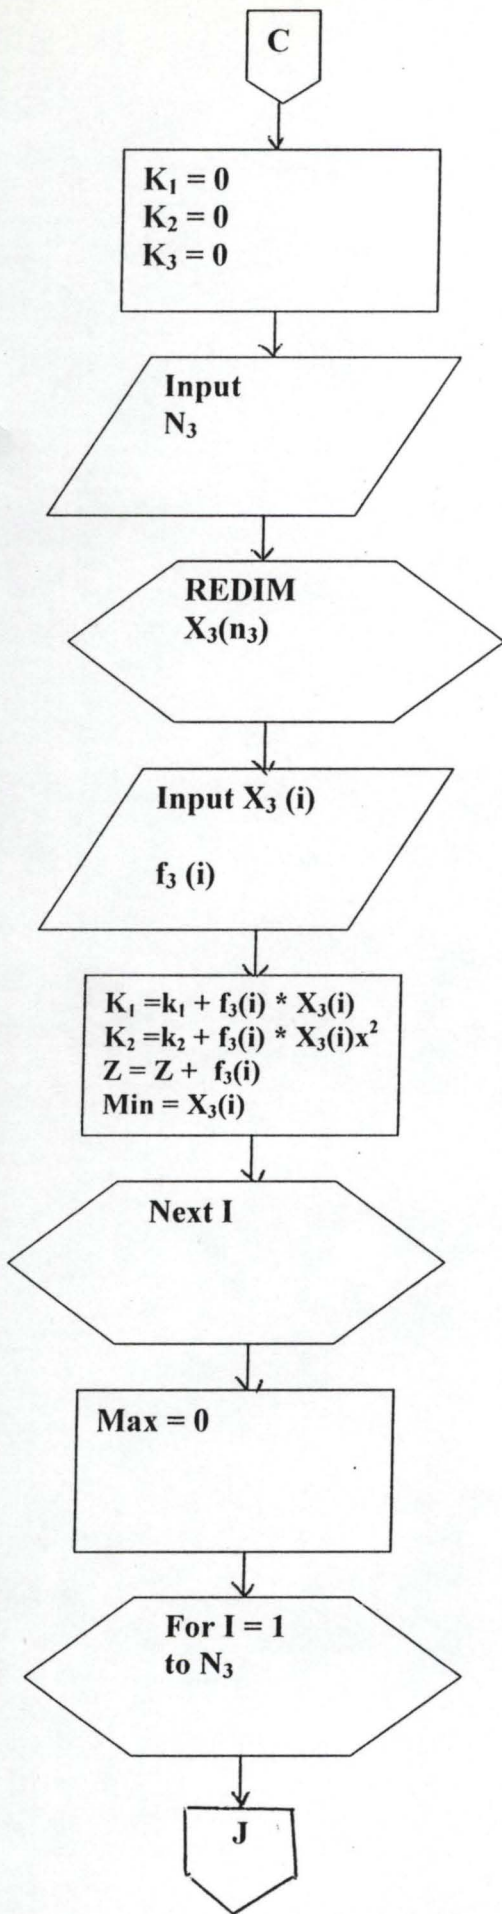 C
K₁ = 0
K₂ = 0
K₃ = 0
Input
N₃
REDIM
X₃(n₃)
Input X₃ (i)
f₃ (i)
K₁ =k₁ + f₃(i) * X₃(i)
K₂ =k₂ + f₃(i) * X₃(i)x²
Z = Z + f₃(i)
Min = X₃(i)
Next I
Max = 0
For I = 1
to N₃
J